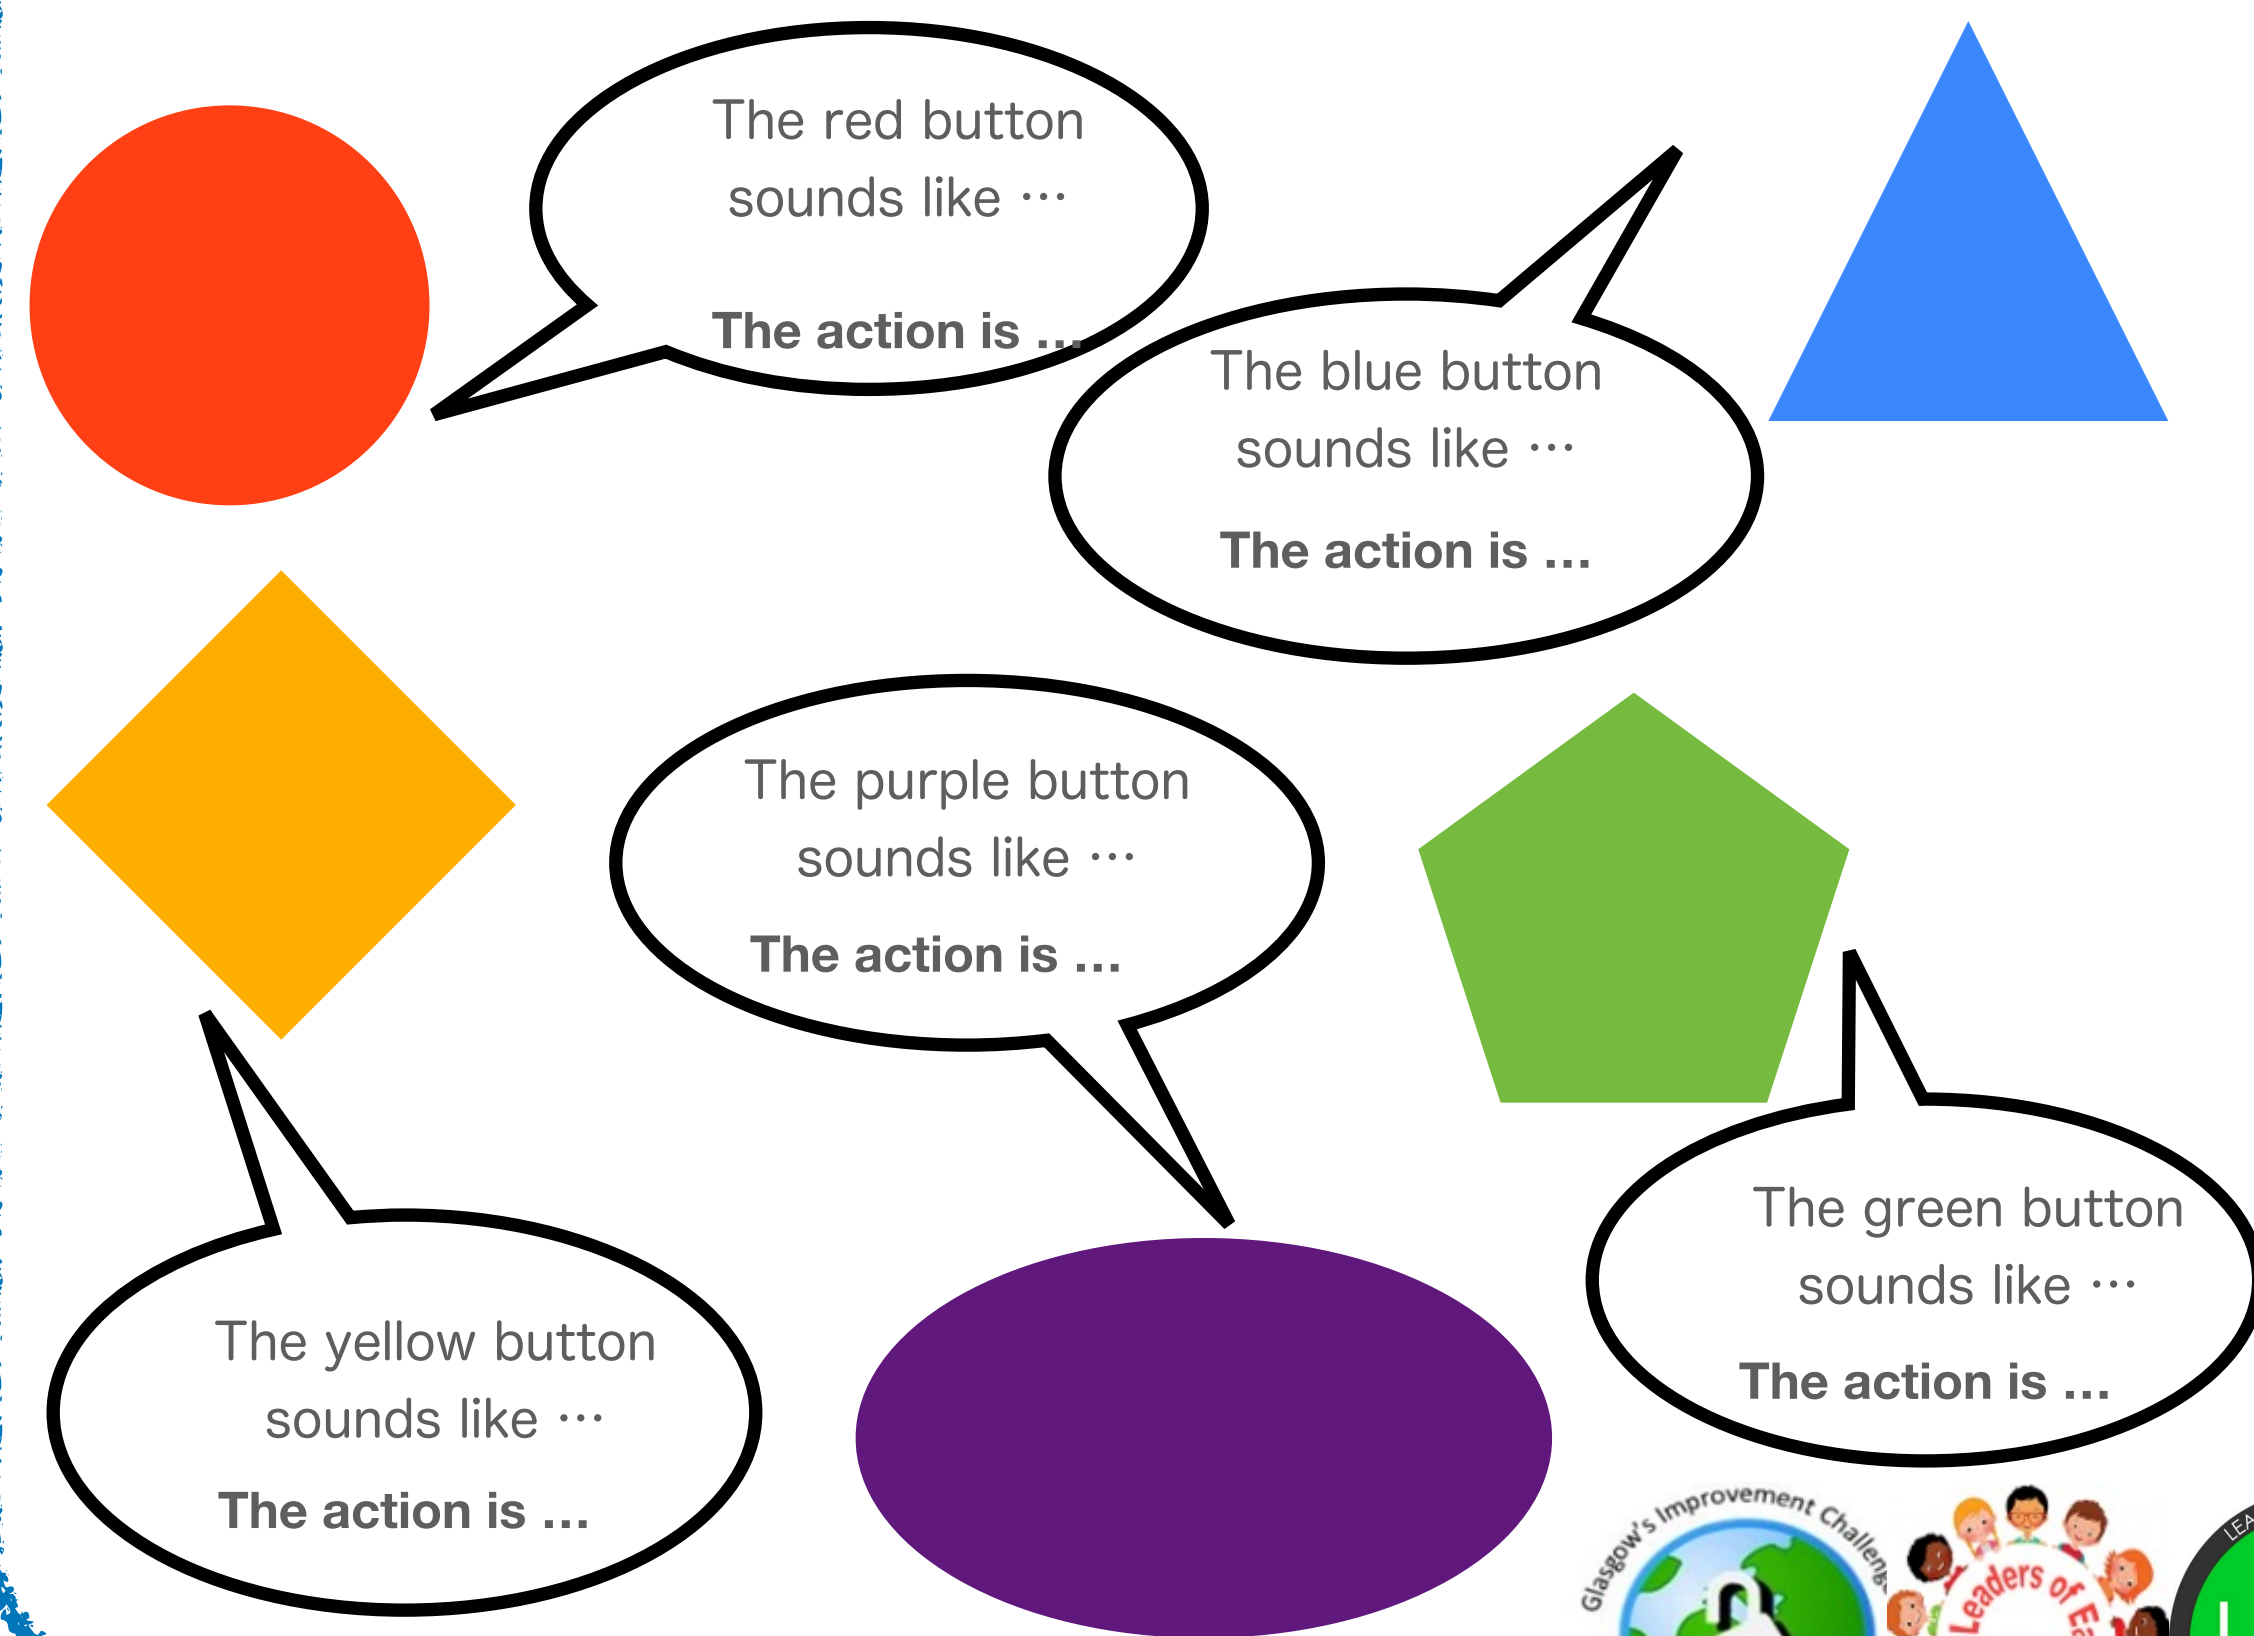 The red button
sounds like ...
The action is ...
The blue button
sounds like ...
The action is ...
The purple button
sounds like ...
The action is ...
The green button
sounds like ...
The action is ...
The yellow button
sounds like ...
The action is ...
Glasgow's Improvement Challenge
Leaders of